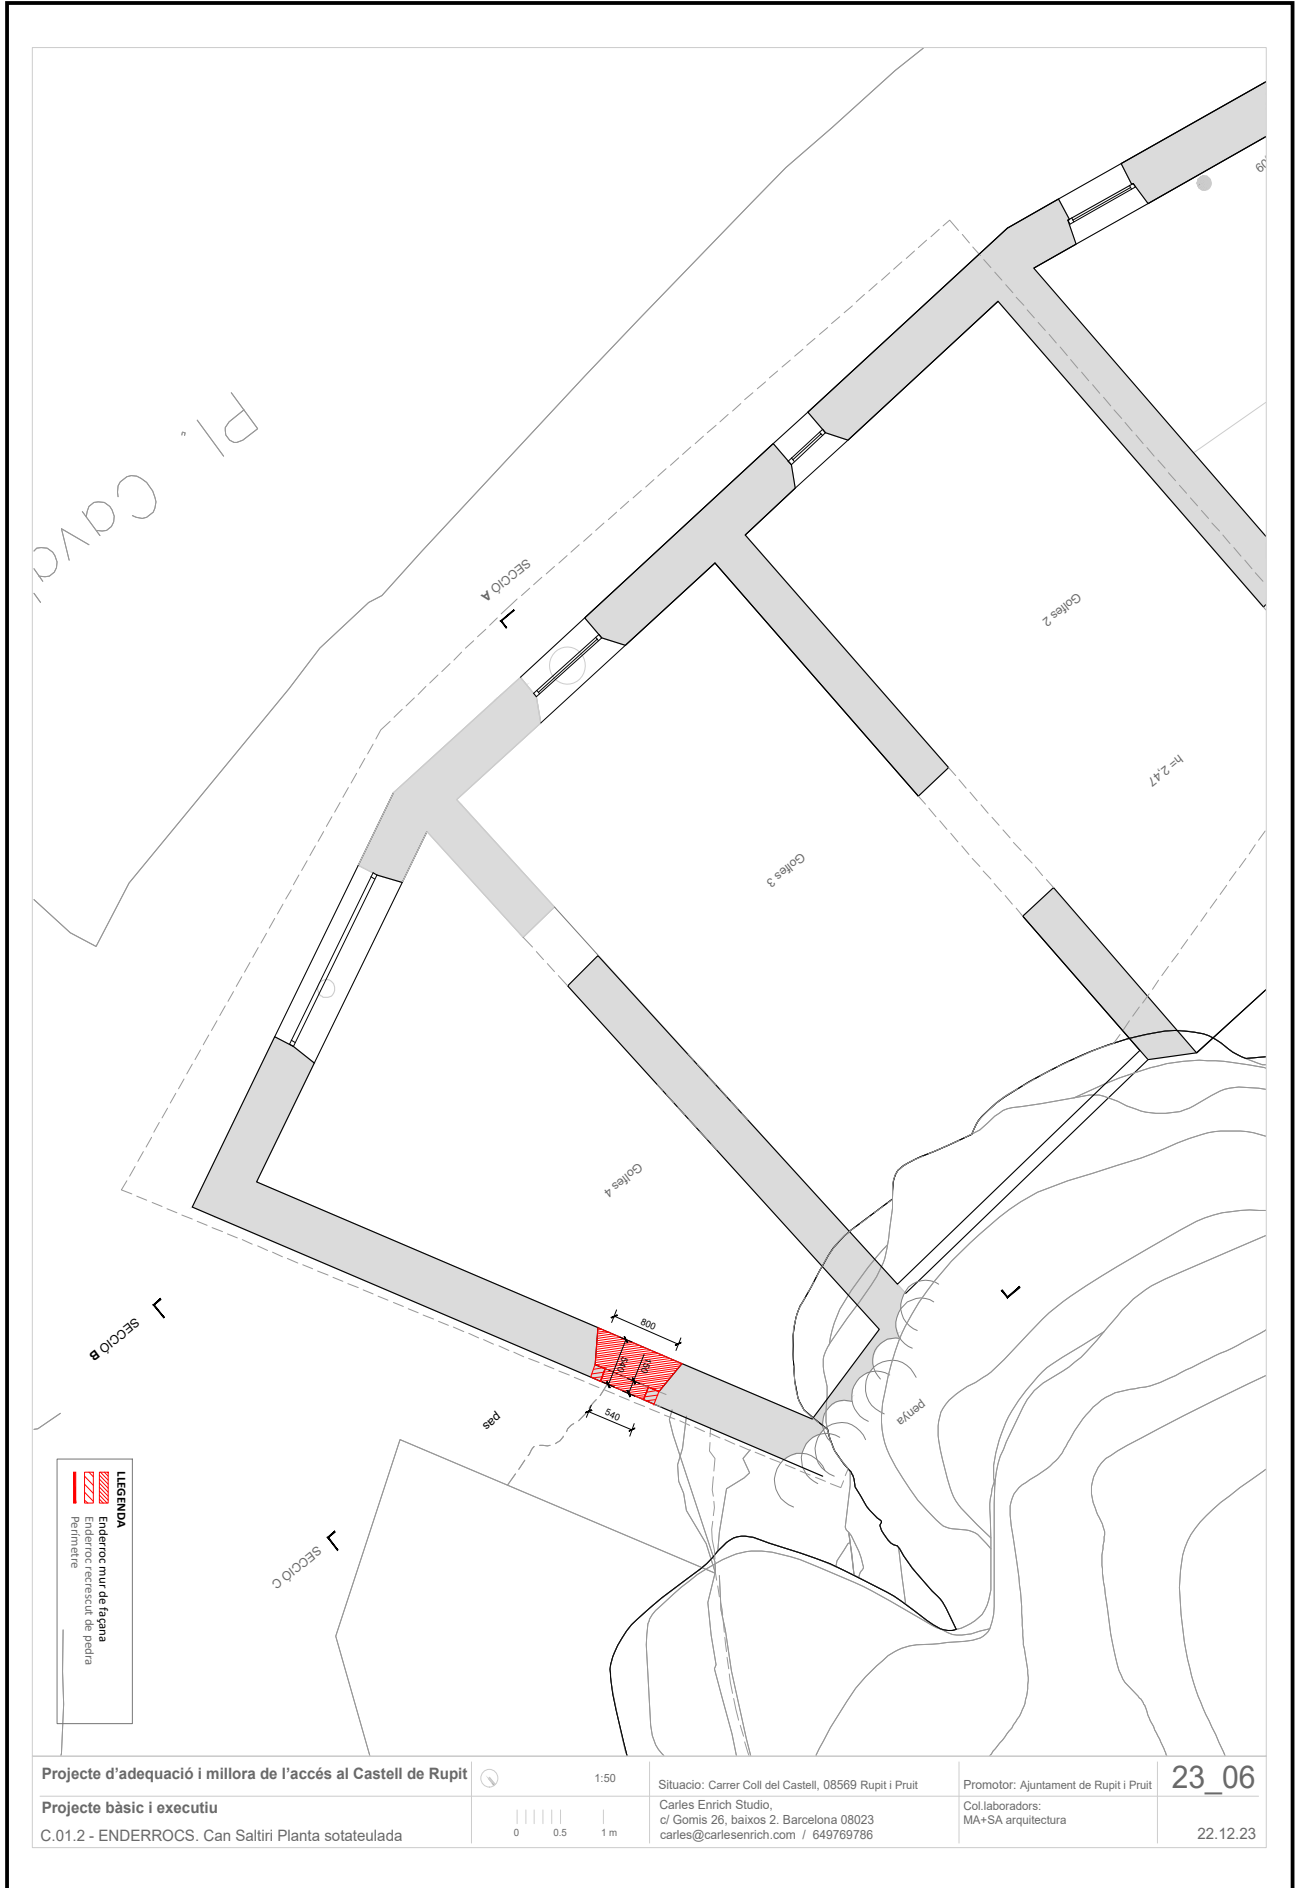 Pl.
Cava
SECCIÓ A
Golfes 2
h= 2,47
Golfes 3
Golfes 4
SECCIÓ B
SECCIÓ C
pas
penya
800
540
LLEGENDA
Enderroc mur de façana
Enderroc recrescut de pedra
Perímetre
Projecte d'adequació i millora de l'accés al Castell de Rupit
Projecte bàsic i executiu
C.01.2 - ENDERROCS. Can Saltiri Planta sotateulada
1:50
0 0.5 1 m
Situacio: Carrer Coll del Castell, 08569 Rupit i Pruit
Carles Enrich Studio,
c/ Gomis 26, baixos 2. Barcelona 08023
carles@carlesenrich.com / 649769786
Promotor: Ajuntament de Rupit i Pruit
Col.laboradors:
MA+SA arquitectura
23_06
22.12.23